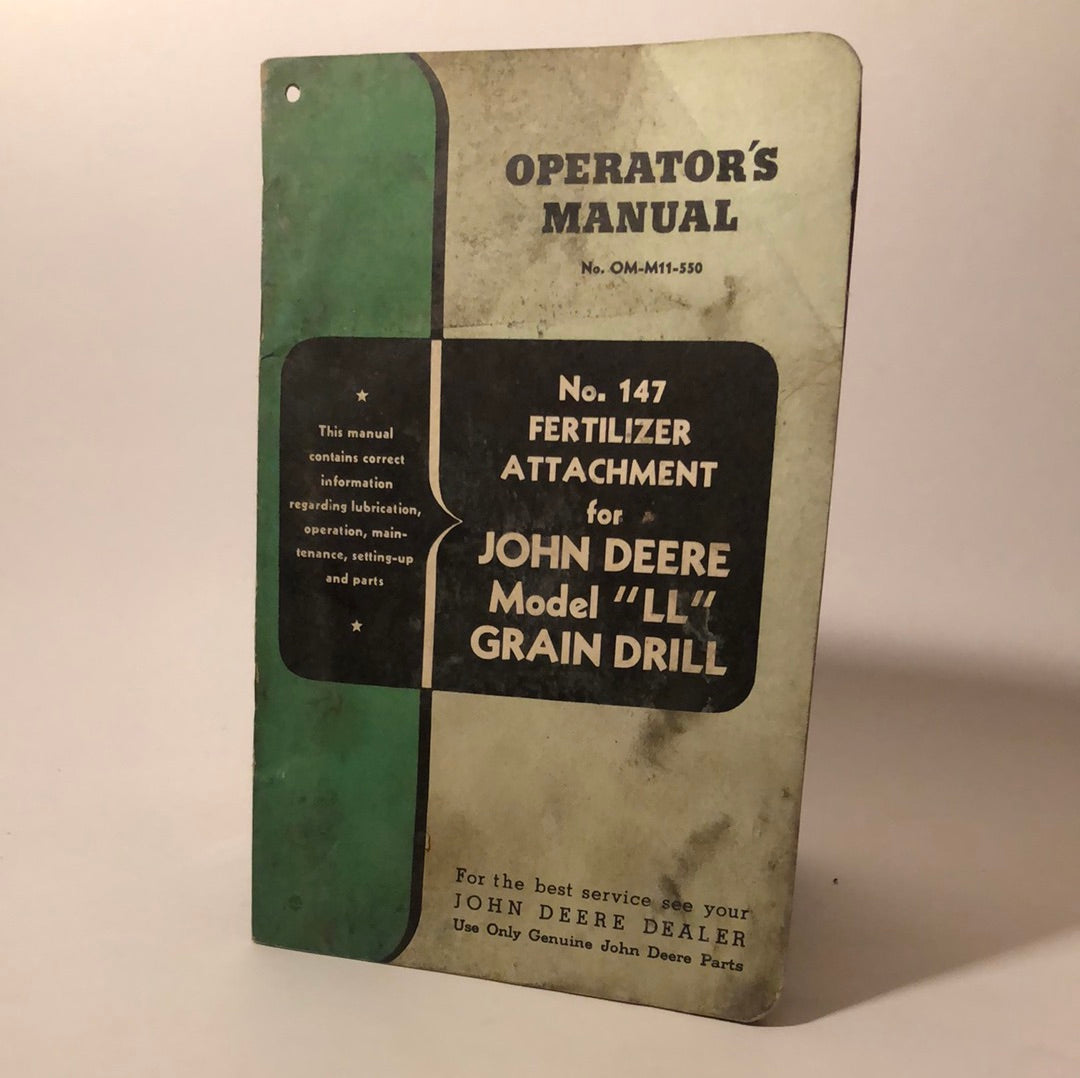 OPERATOR'S
MANUAL
No. OM-M11-550
★
This manual
contains correct
information
regarding lubrication,
operation, main-
tenance, setting-up
and parts
★
No. 147
FERTILIZER
ATTACHMENT
for
JOHN DEERE
Model "LL"
GRAIN DRILL
For the best service see your
JOHN DEERE DEALER
Use Only Genuine John Deere Parts